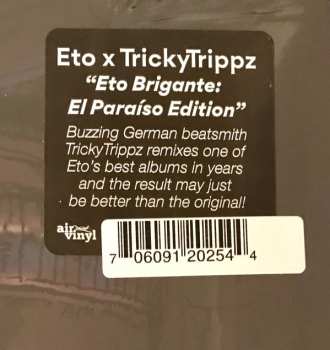 Eto x TrickyTrippz
“Eto Brigante:
El Paraíso Edition”
Buzzing German beatsmith
TrickyTrippz remixes one of
Eto’s best albums in years
and the result may just
be better than the original!
air
vinyl
7 06091 20254 4